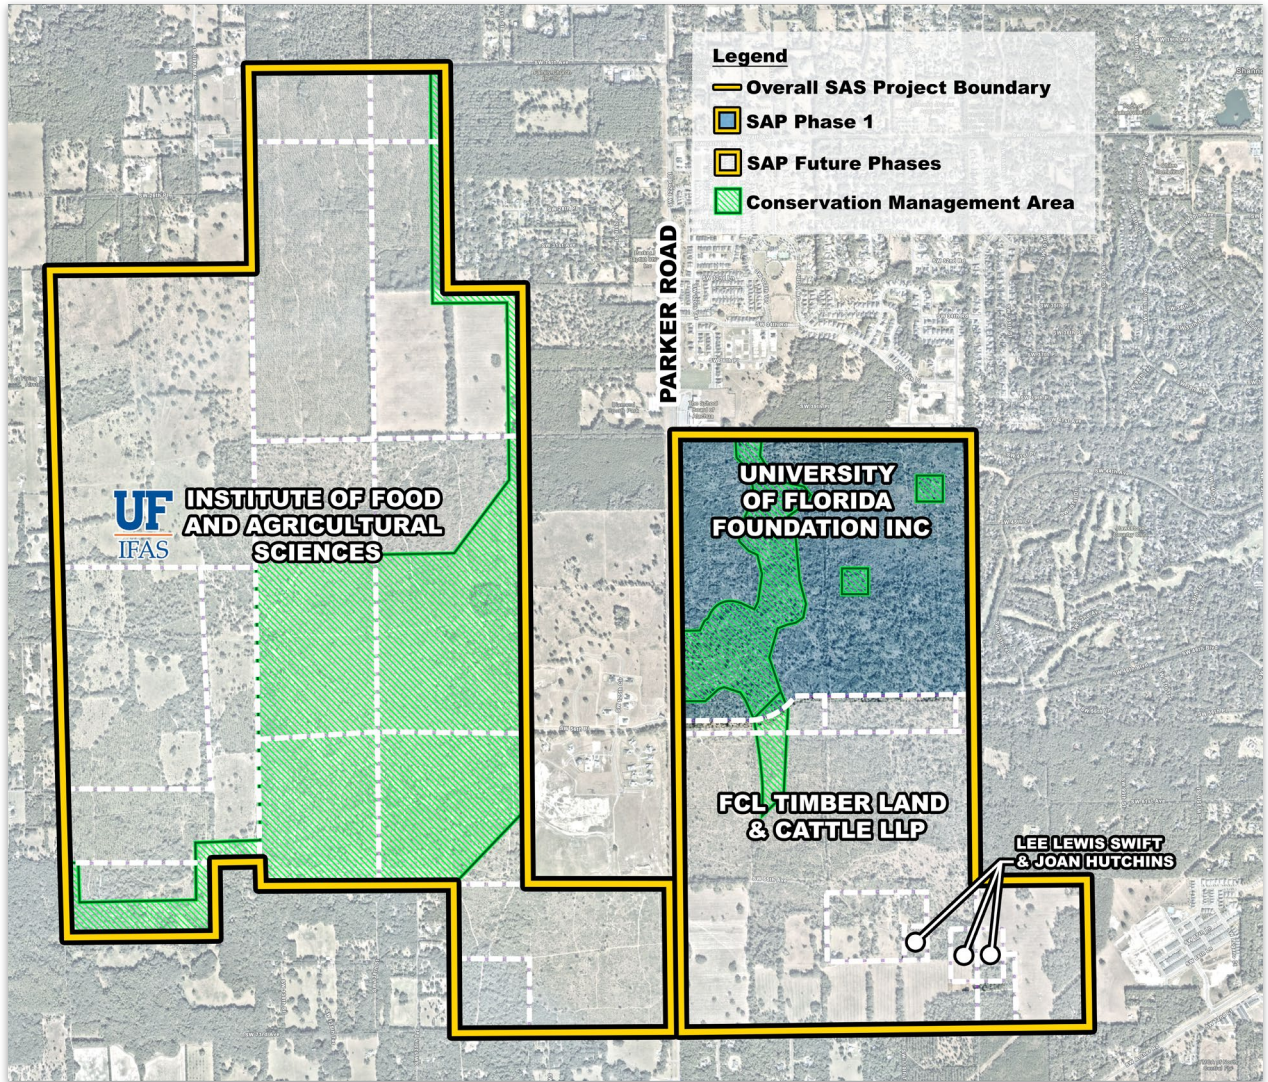 Legend
Overall SAS Project Boundary
SAP Phase 1
SAP Future Phases
Conservation Management Area
PARKER ROAD
UF
IFAS
INSTITUTE OF FOOD
AND AGRICULTURAL
SCIENCES
UNIVERSITY
OF FLORIDA
FOUNDATION INC
FCL TIMBER LAND
& CATTLE LLP
LEE LEWIS SWIFT
& JOAN HUTCHINS